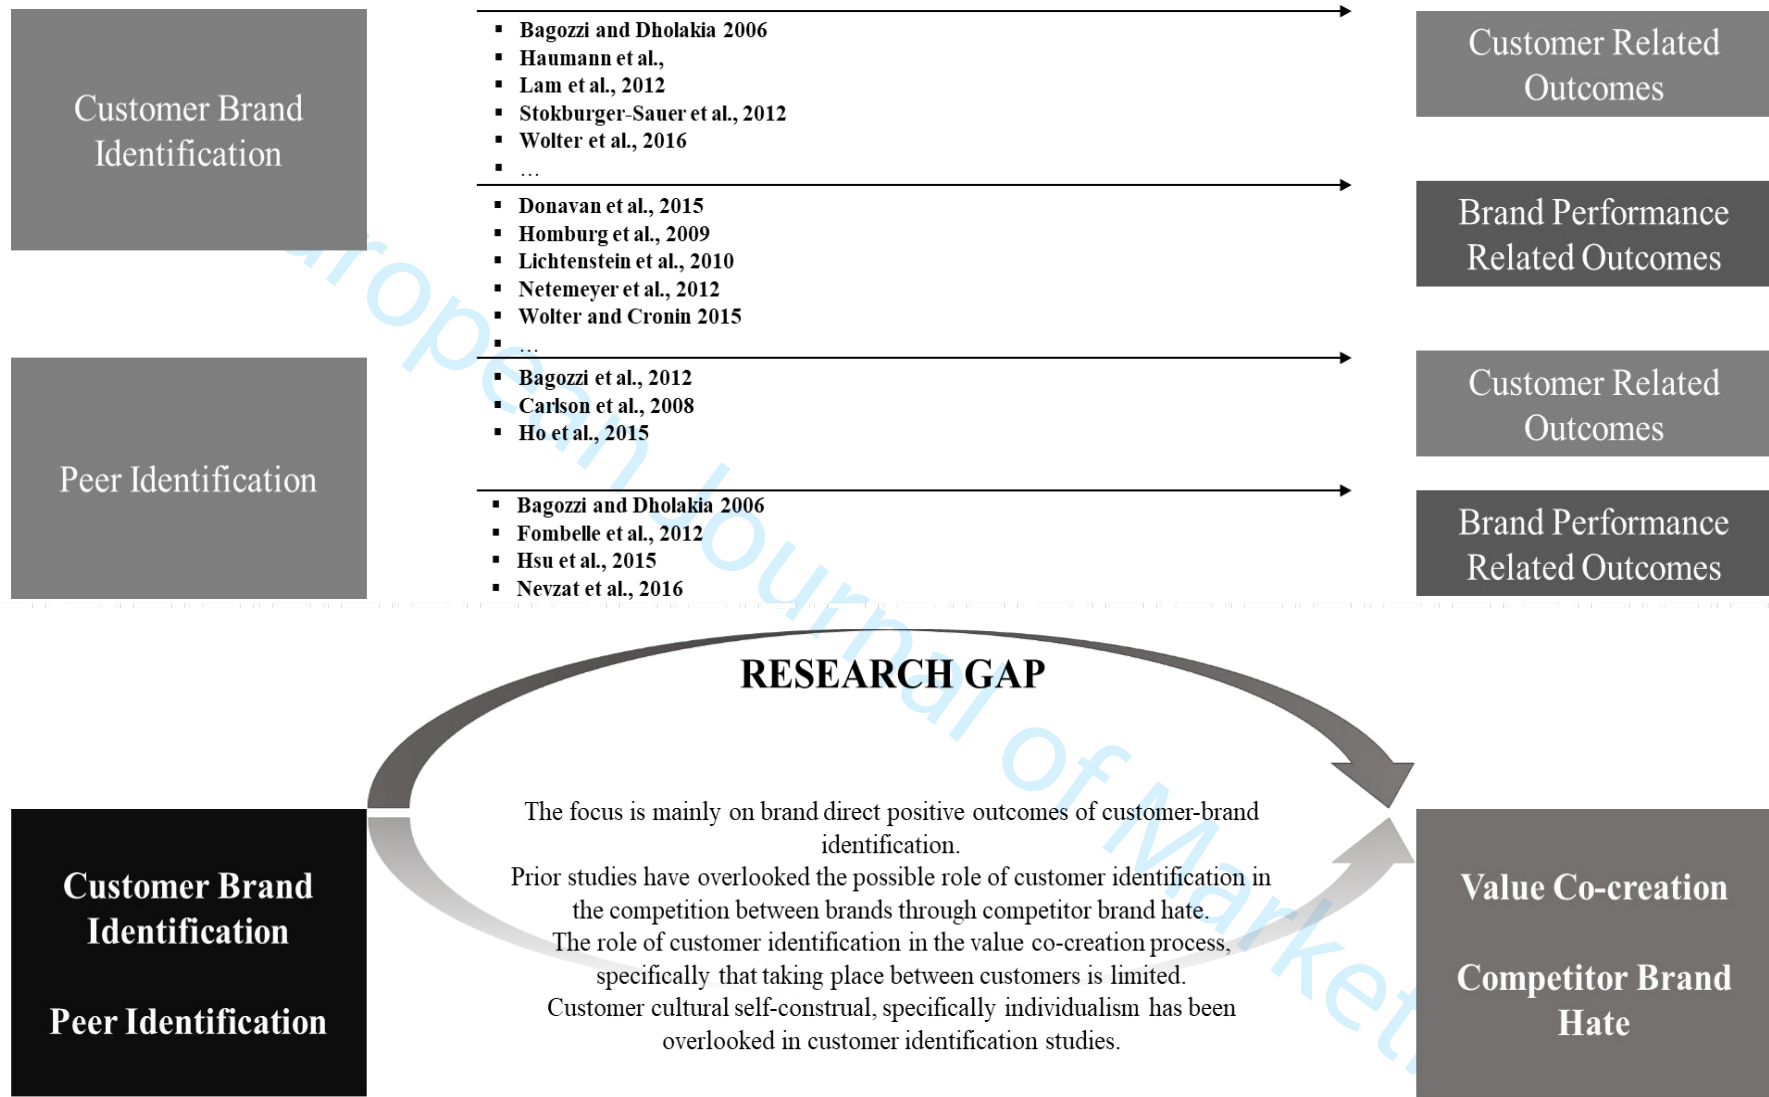 Customer Brand
Identification
▪ Bagozzi and Dholakia 2006
▪ Haumann et al.,
▪ Lam et al., 2012
▪ Stokburger-Sauer et al., 2012
▪ Wolter et al., 2016
▪ …
Customer Related
Outcomes
▪ Donavan et al., 2015
▪ Homburg et al., 2009
▪ Lichtenstein et al., 2010
▪ Netemeyer et al., 2012
▪ Wolter and Cronin 2015
▪ …
Brand Performance
Related Outcomes
Peer Identification
▪ Bagozzi et al., 2012
▪ Carlson et al., 2008
▪ Ho et al., 2015
Customer Related
Outcomes
▪ Bagozzi and Dholakia 2006
▪ Fombelle et al., 2012
▪ Hsu et al., 2015
▪ Nevzat et al., 2016
Brand Performance
Related Outcomes
RESEARCH GAP
Customer Brand
Identification
Peer Identification
The focus is mainly on brand direct positive outcomes of customer-brand
identification.
Prior studies have overlooked the possible role of customer identification in
the competition between brands through competitor brand hate.
The role of customer identification in the value co-creation process,
specifically that taking place between customers is limited.
Customer cultural self-construal, specifically individualism has been
overlooked in customer identification studies.
Value Co-creation
Competitor Brand
Hate
uropean Journal of Market